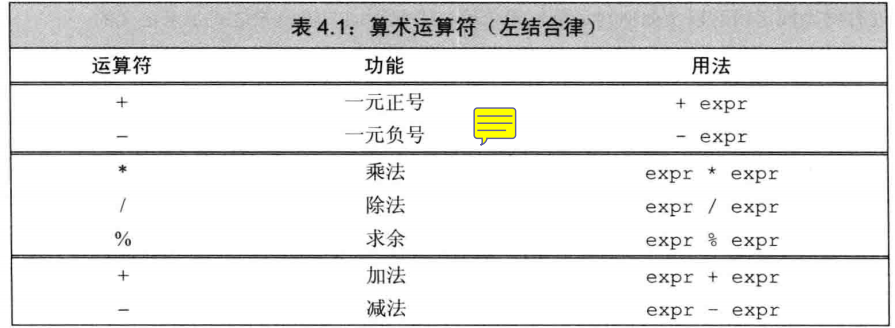 表 4.1：算术运算符（左结合律）
运算符 功能 用法
+ 一元正号 + expr
- 一元负号 - expr
* 乘法 expr * expr
/ 除法 expr / expr
% 求余 expr % expr
+ 加法 expr + expr
- 减法 expr - expr